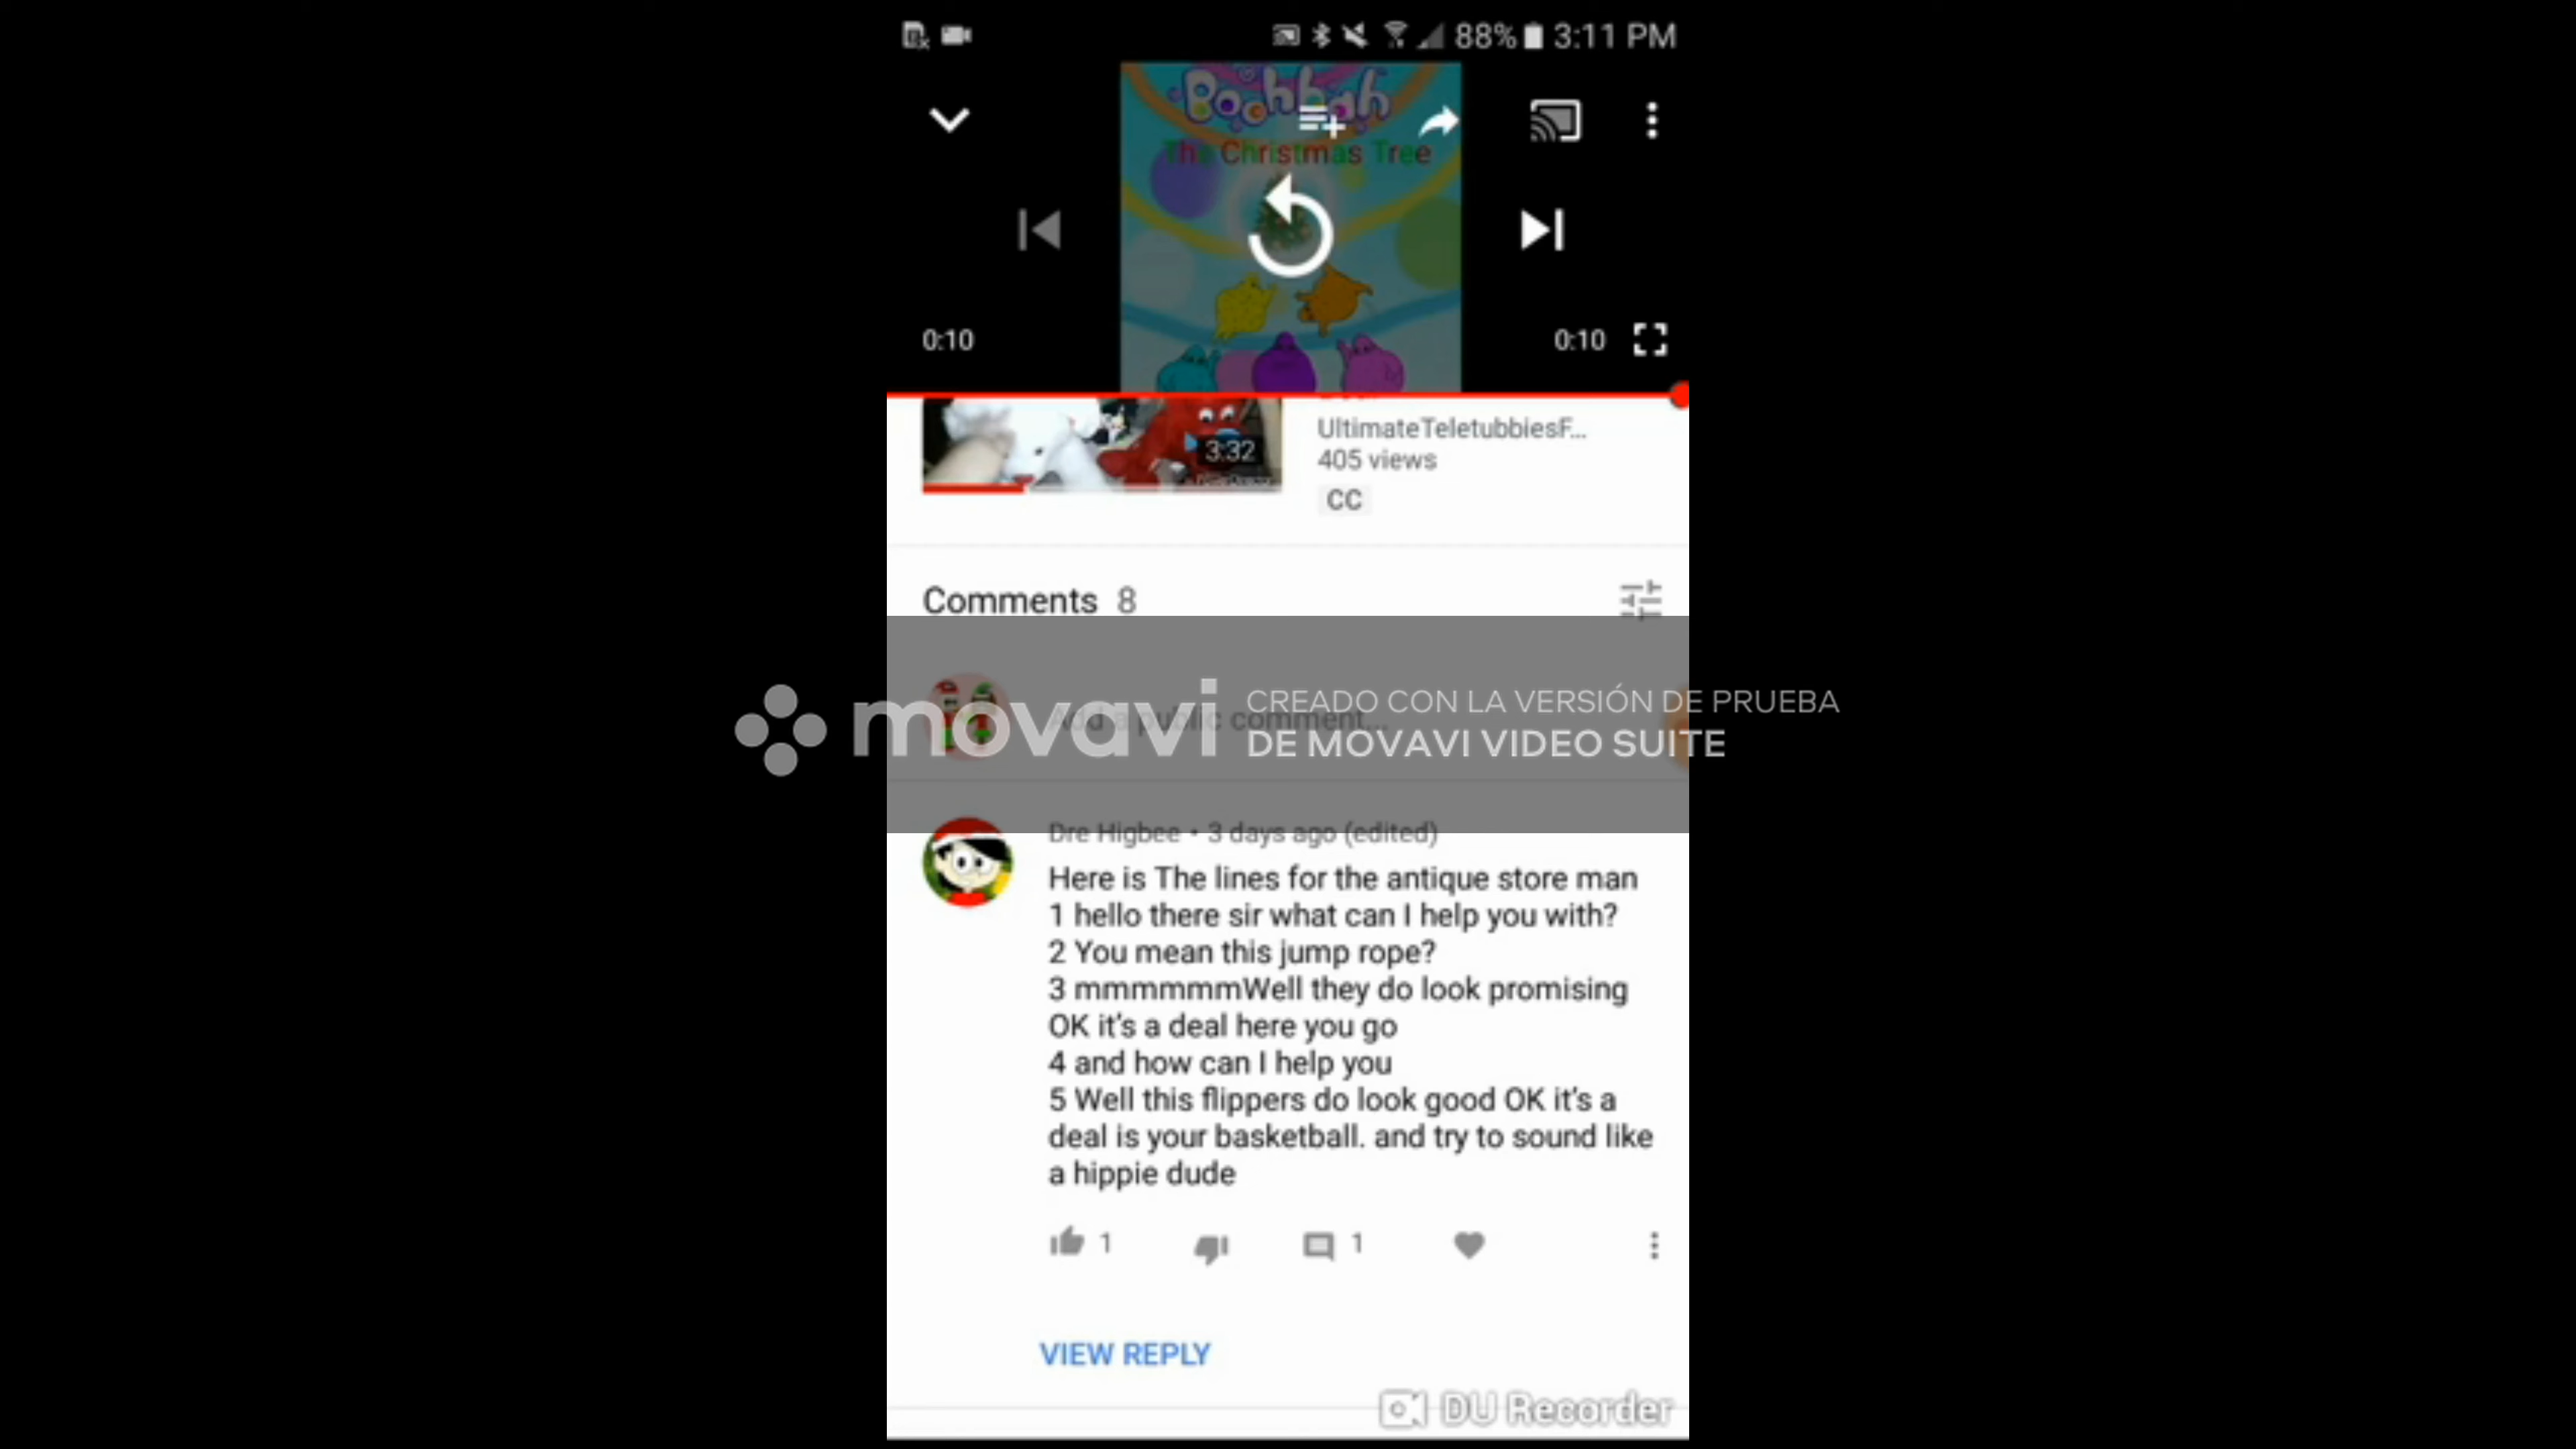 88% 3:11 PM
Boohbah
The Christmas Tree
0:10
0:10
3:32
UltimateTeletubbiesF...
405 views
CC
Comments 8
Add a public comment...
movavi
CREADO CON LA VERSIÓN DE PRUEBA
DE MOVAVI VIDEO SUITE
Dre Higbee • 3 days ago (edited)
Here is The lines for the antique store man
1 hello there sir what can I help you with?
2 You mean this jump rope?
3 mmmmmmWell they do look promising
OK it's a deal here you go
4 and how can I help you
5 Well this flippers do look good OK it's a
deal is your basketball. and try to sound like
a hippie dude
1
1
VIEW REPLY
DU Recorder